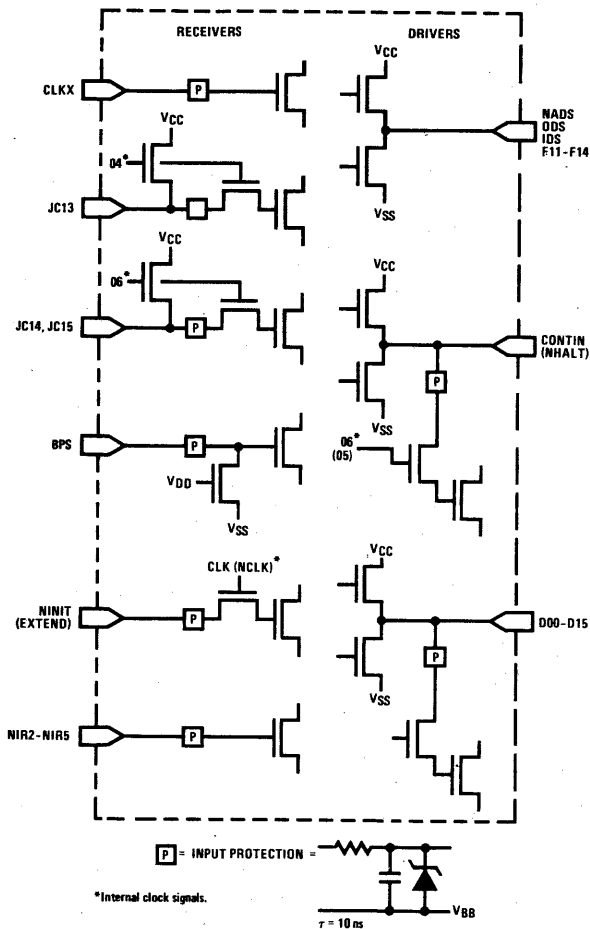 RECEIVERS
DRIVERS
CLKX
P
VCC
NADS
ODS
IDS
F11-F14
VSS
VCC
04*
JC13
VCC
06*
JC14, JC15
P
VCC
CONTIN
(NHALT)
P
VSS
06*
(05)
BPS
P
VDD
VSS
CLK (NCLK)*
NINIT
(EXTEND)
P
VCC
D00-D15
P
VSS
NIR2-NIR5
P
P = INPUT PROTECTION =
*Internal clock signals.
VBB
τ = 10 ns